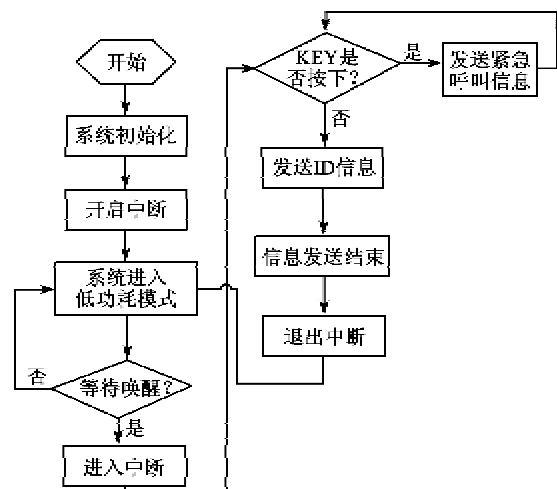 开始
系统初始化
开启中断
系统进入
低功耗模式
否
等待唤醒?
是
进入中断
KEY是
否按下?
是
发送紧急
呼叫信息
否
发送ID信息
信息发送结束
退出中断